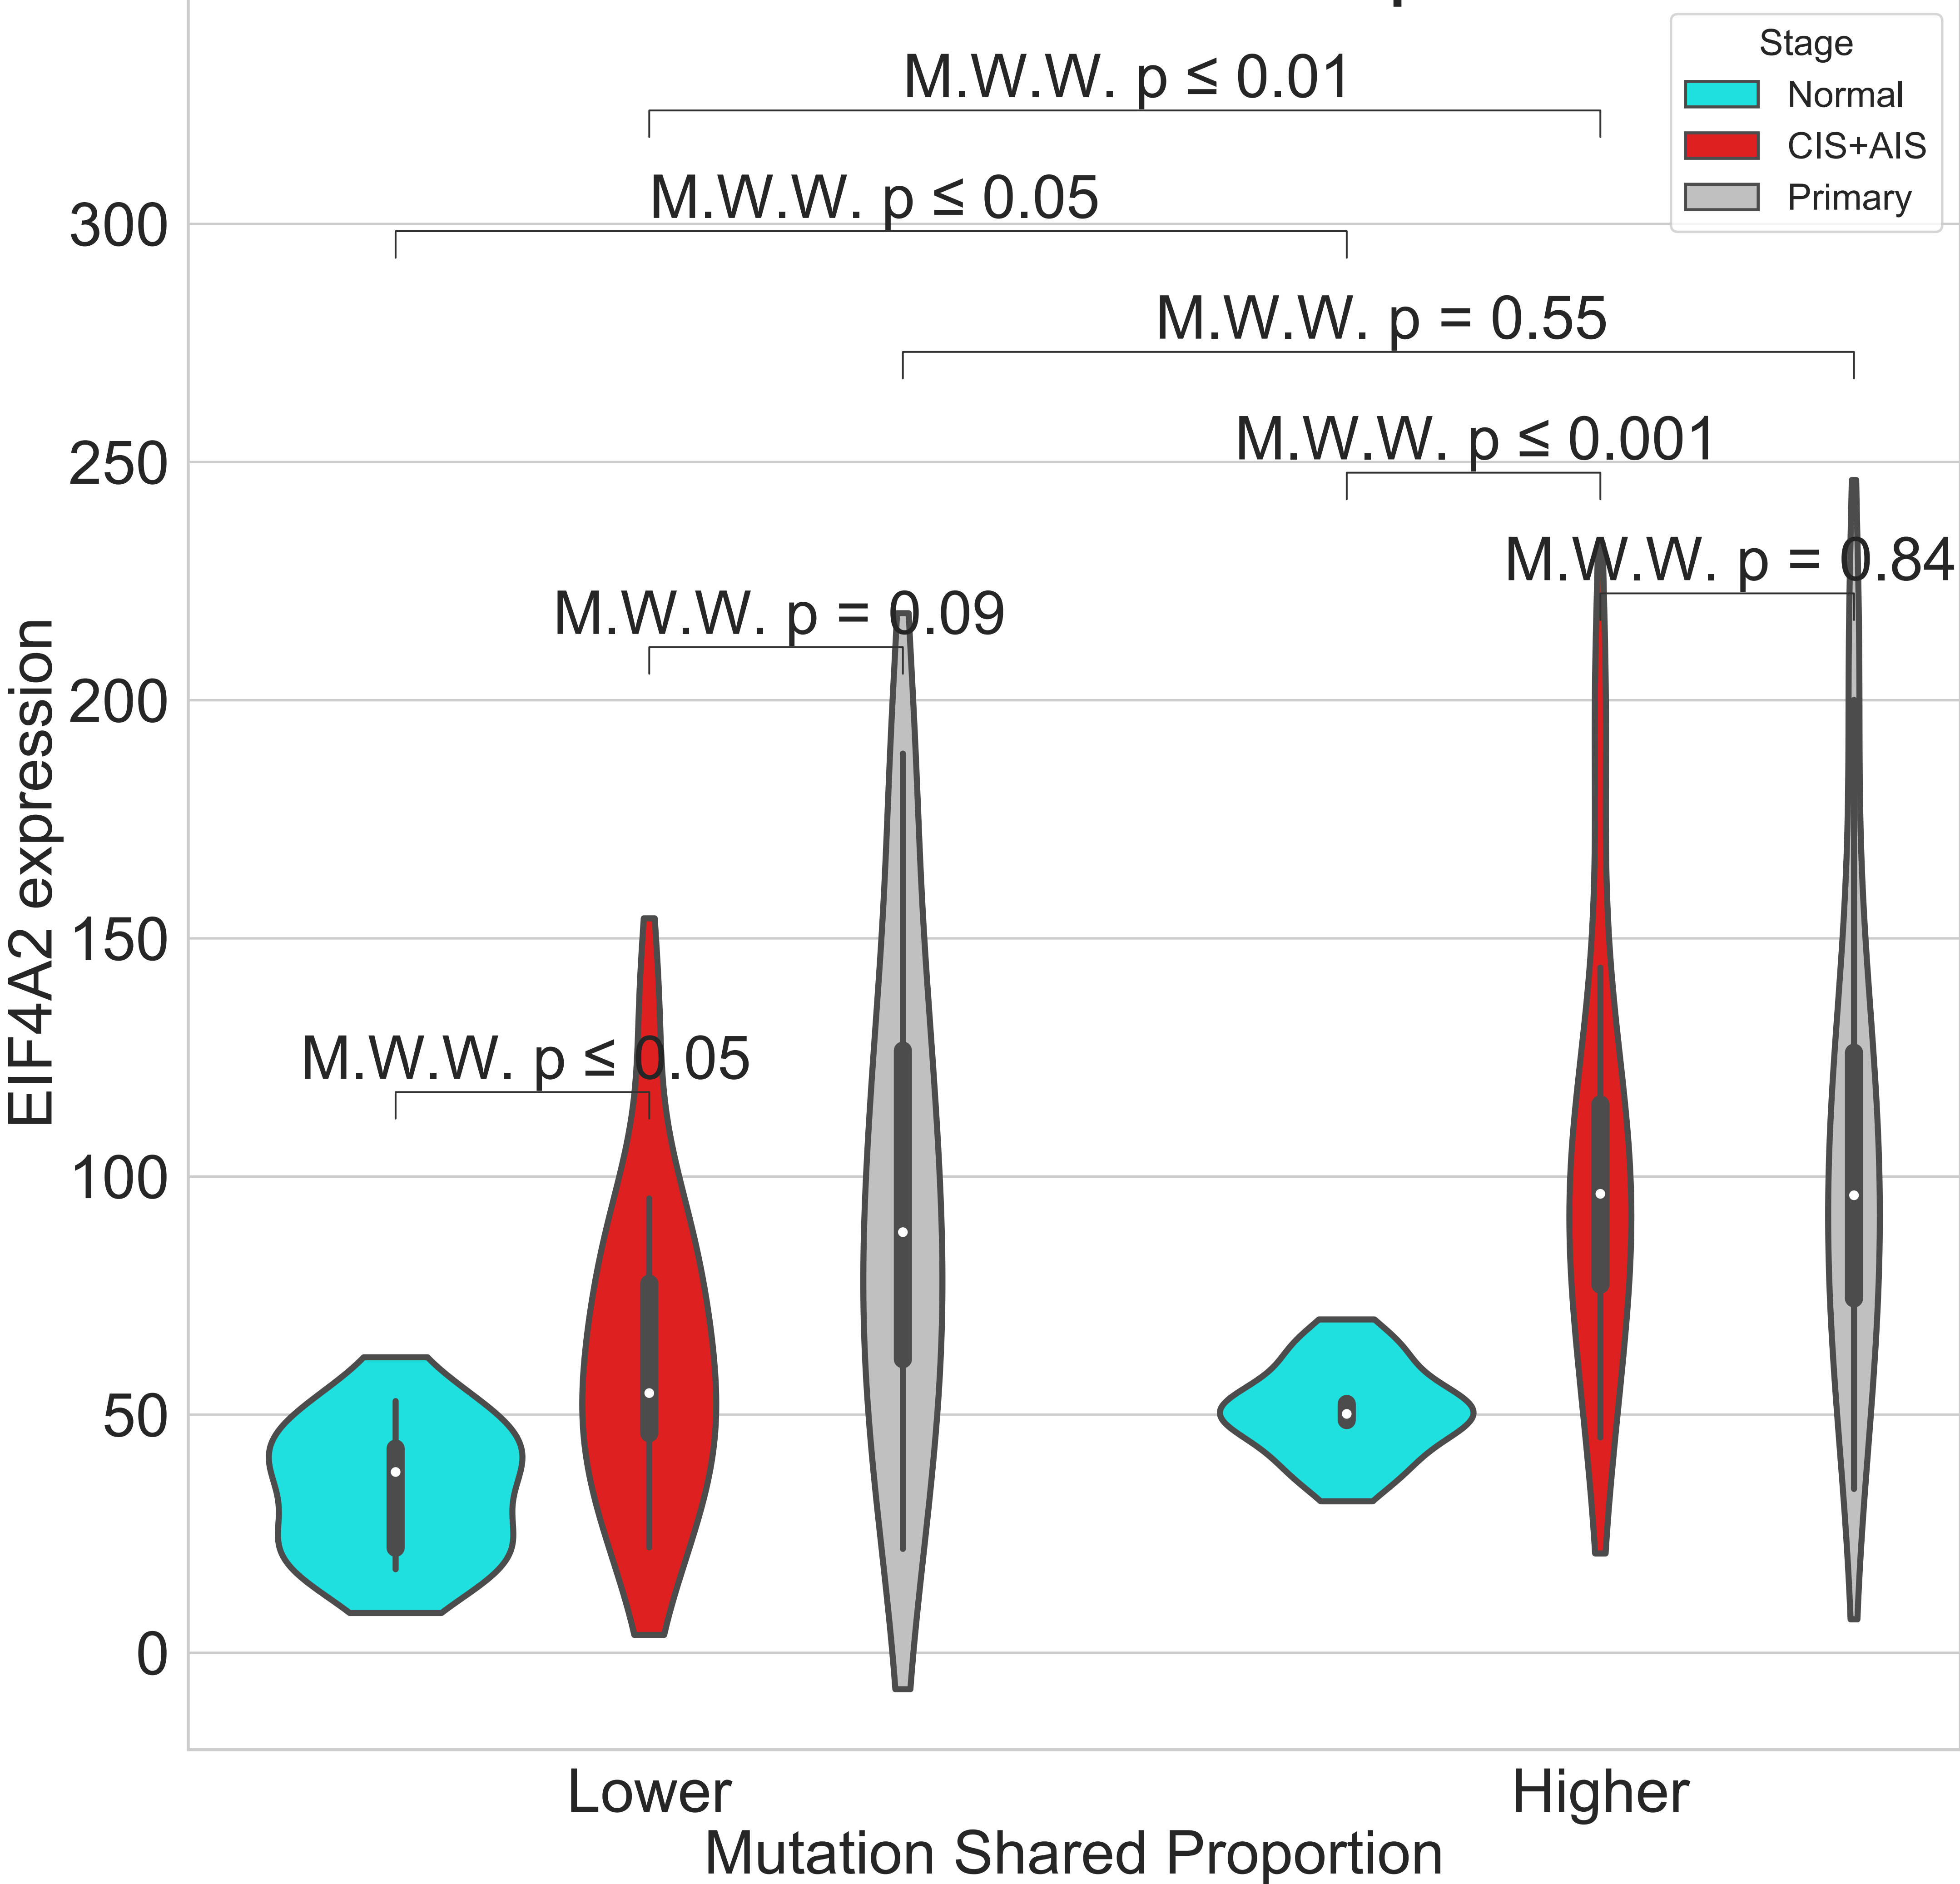 Stage
Normal
CIS+AIS
Primary
M.W.W. p ≤ 0.01
M.W.W. p ≤ 0.05
M.W.W. p = 0.55
M.W.W. p ≤ 0.001
M.W.W. p = 0.84
M.W.W. p = 0.09
M.W.W. p ≤ 0.05
300
250
200
150
100
50
0
EIF4A2 expression
Lower
Higher
Mutation Shared Proportion